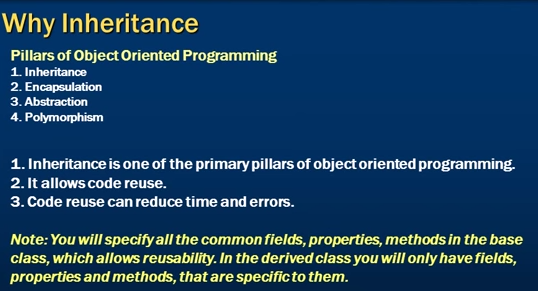 Why Inheritance
Pillars of Object Oriented Programming
1. Inheritance
2. Encapsulation
3. Abstraction
4. Polymorphism
1. Inheritance is one of the primary pillars of object oriented programming.
2. It allows code reuse.
3. Code reuse can reduce time and errors.
Note: You will specify all the common fields, properties, methods in the base
class, which allows reusability. In the derived class you will only have fields,
properties and methods, that are specific to them.